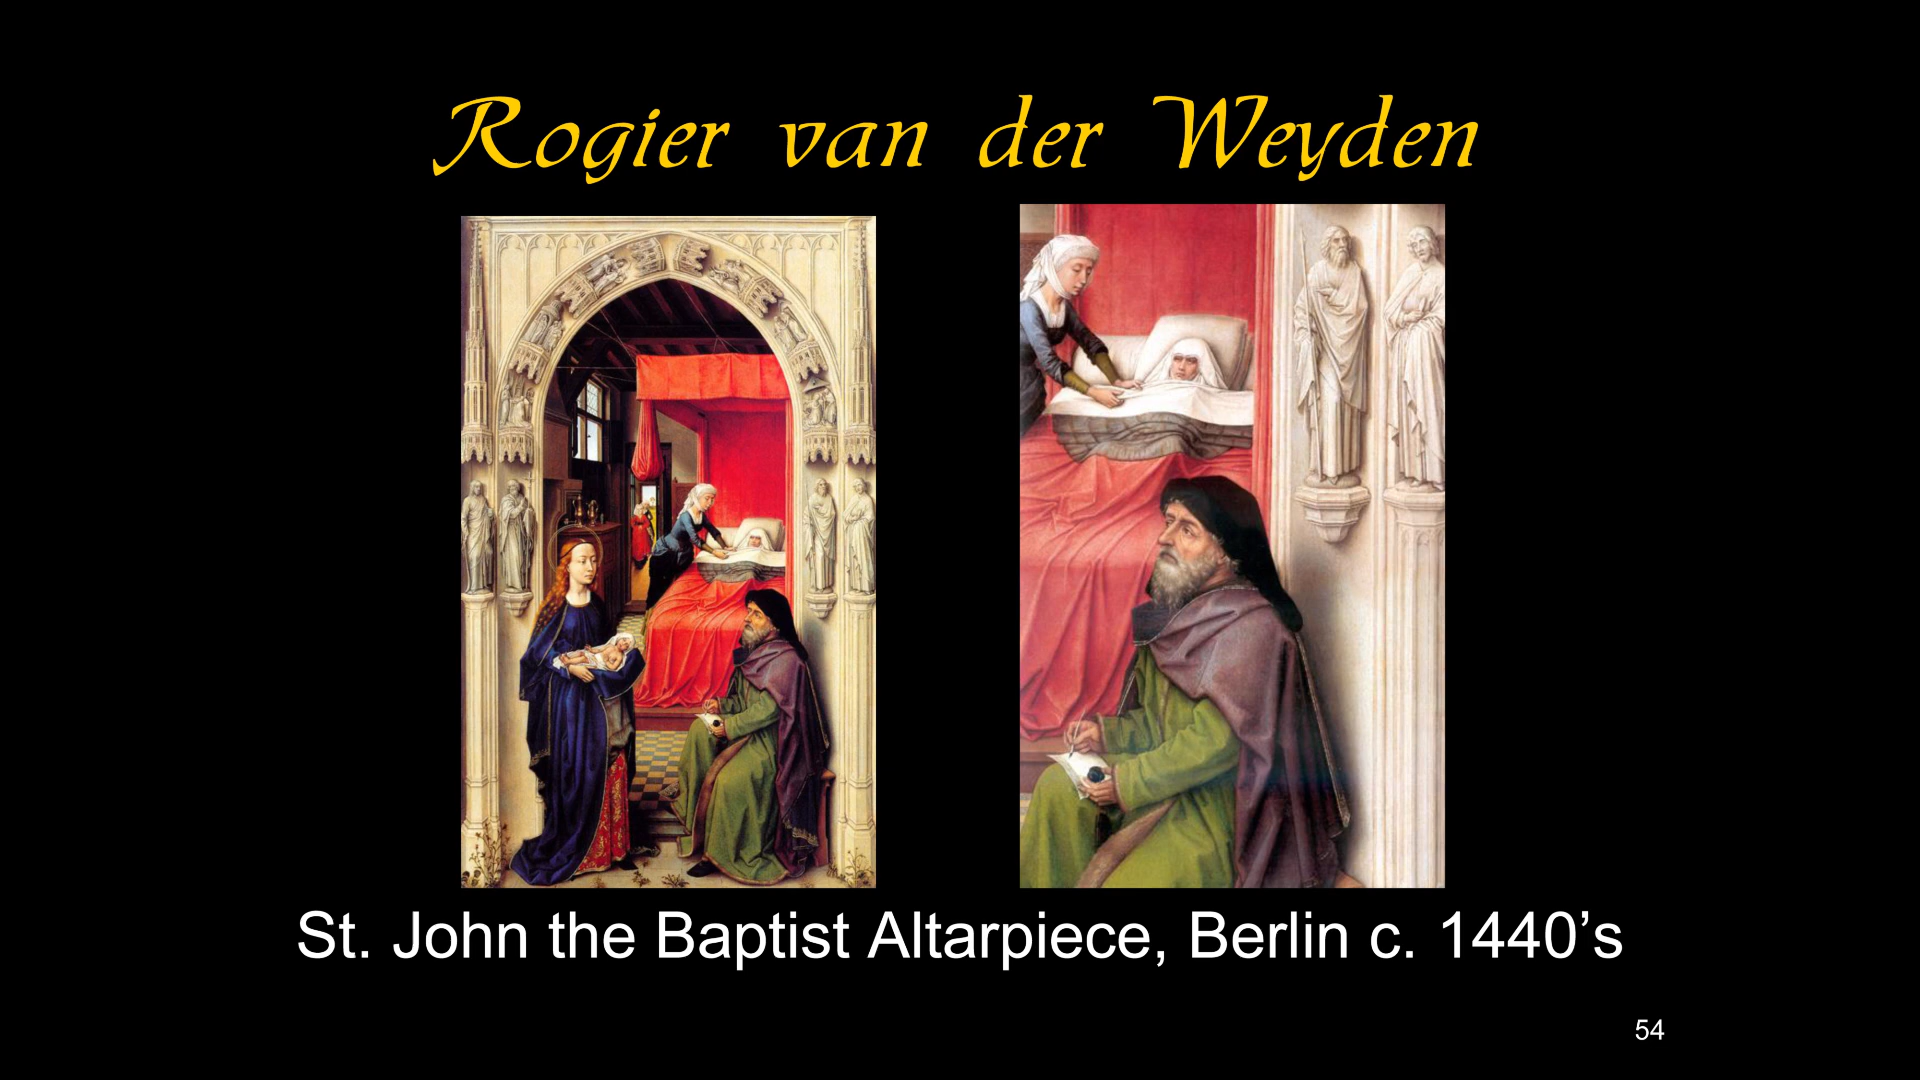 Rogier van der Weyden
St. John the Baptist Altarpiece, Berlin c. 1440’s
54